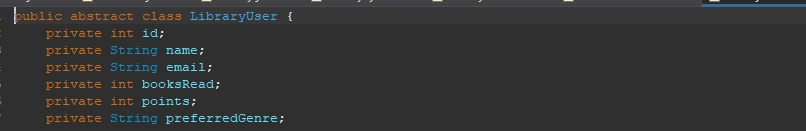 public abstract class LibraryUser {
    private int id;
    private String name;
    private String email;
    private int booksRead;
    private int points;
    private String preferredGenre;